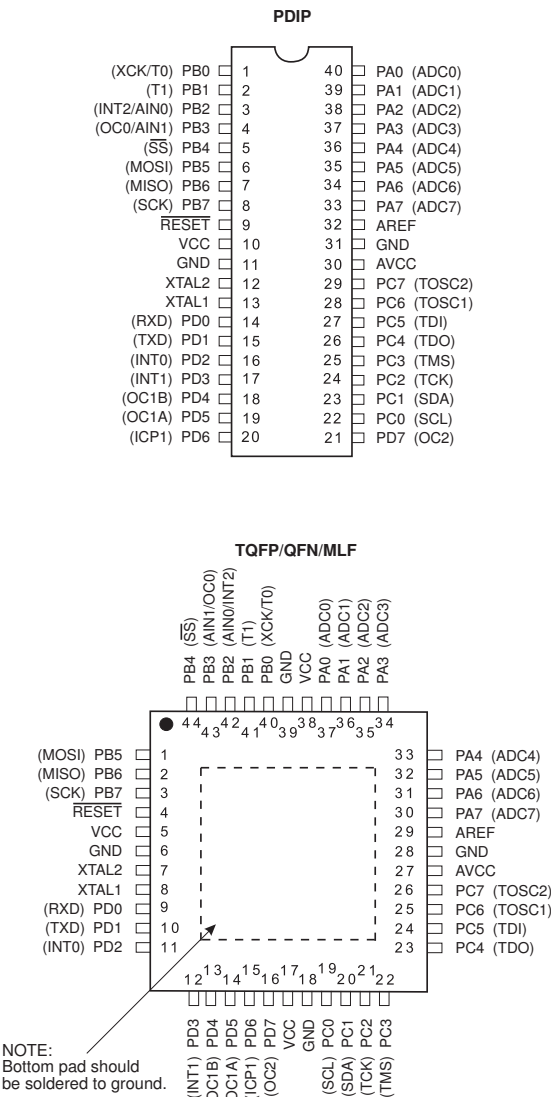 PDIP
(XCK/T0) PB0 1 40 PA0 (ADC0)
(T1) PB1 2 39 PA1 (ADC1)
(INT2/AIN0) PB2 3 38 PA2 (ADC2)
(OC0/AIN1) PB3 4 37 PA3 (ADC3)
(SS) PB4 5 36 PA4 (ADC4)
(MOSI) PB5 6 35 PA5 (ADC5)
(MISO) PB6 7 34 PA6 (ADC6)
(SCK) PB7 8 33 PA7 (ADC7)
RESET 9 32 AREF
VCC 10 31 GND
GND 11 30 AVCC
XTAL2 12 29 PC7 (TOSC2)
XTAL1 13 28 PC6 (TOSC1)
(RXD) PD0 14 27 PC5 (TDI)
(TXD) PD1 15 26 PC4 (TDO)
(INT0) PD2 16 25 PC3 (TMS)
(INT1) PD3 17 24 PC2 (TCK)
(OC1B) PD4 18 23 PC1 (SDA)
(OC1A) PD5 19 22 PC0 (SCL)
(ICP1) PD6 20 21 PD7 (OC2)
TQFP/QFN/MLF
PB4 (SS)
PB3 (AIN1/OC0)
PB2 (AIN0/INT2)
PB1 (T1)
PB0 (XCK/T0)
GND
VCC
PA0 (ADC0)
PA1 (ADC1)
PA2 (ADC2)
PA3 (ADC3)
44 43 42 41 40 39 38 37 36 35 34
(MOSI) PB5 1 33 PA4 (ADC4)
(MISO) PB6 2 32 PA5 (ADC5)
(SCK) PB7 3 31 PA6 (ADC6)
RESET 4 30 PA7 (ADC7)
VCC 5 29 AREF
GND 6 28 GND
XTAL2 7 27 AVCC
XTAL1 8 26 PC7 (TOSC2)
(RXD) PD0 9 25 PC6 (TOSC1)
(TXD) PD1 10 24 PC5 (TDI)
(INT0) PD2 11 23 PC4 (TDO)
12 13 14 15 16 17 18 19 20 21 22
(INT1) PD3
OC1B) PD4
OC1A) PD5
(ICP1) PD6
(OC2) PD7
VCC
GND
(SCL) PC0
(SDA) PC1
(TCK) PC2
(TMS) PC3
NOTE:
Bottom pad should
be soldered to ground.